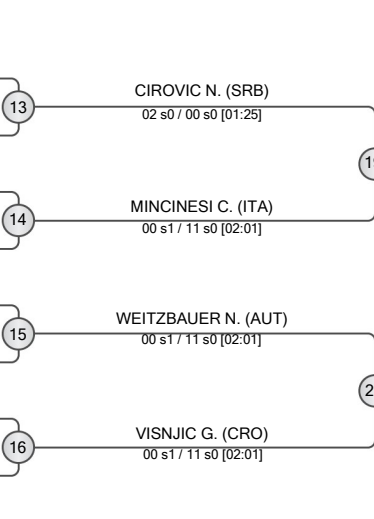 CIROVIC N. (SRB)
13
02 s0 / 00 s0 [01:25]
MINCINESI C. (ITA)
14
00 s1 / 11 s0 [02:01]
WEITZBAUER N. (AUT)
15
00 s1 / 11 s0 [02:01]
VISNJIC G. (CRO)
16
00 s1 / 11 s0 [02:01]